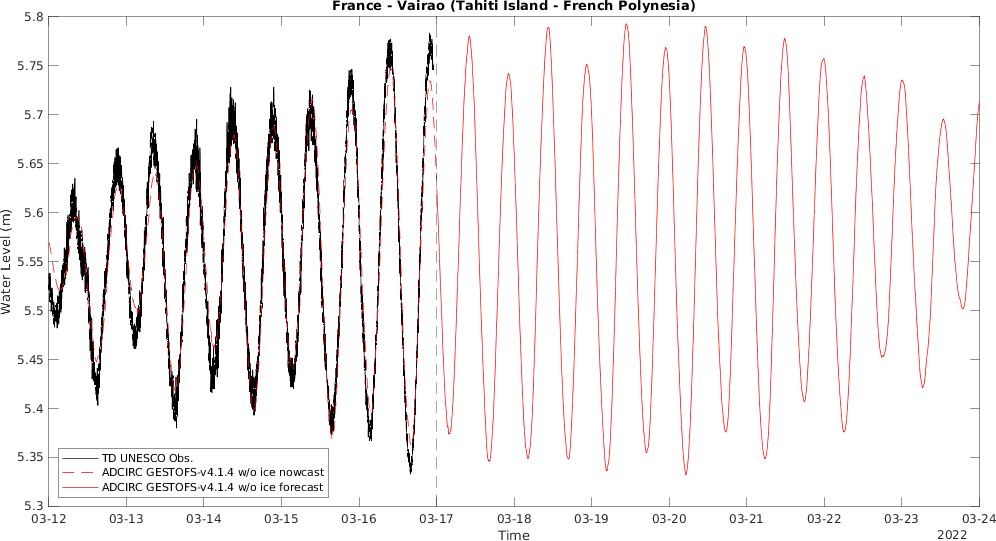 France - Vairao (Tahiti Island - French Polynesia)
5.8
5.75
5.7
5.65
5.6
5.55
5.5
5.45
5.4
5.35
5.3
Water Level (m)
TD UNESCO Obs.
ADCIRC GESTOFS-v4.1.4 w/o ice nowcast
ADCIRC GESTOFS-v4.1.4 w/o ice forecast
03-12 03-13 03-14 03-15 03-16 03-17 03-18 03-19 03-20 03-21 03-22 03-23 03-24
Time
2022